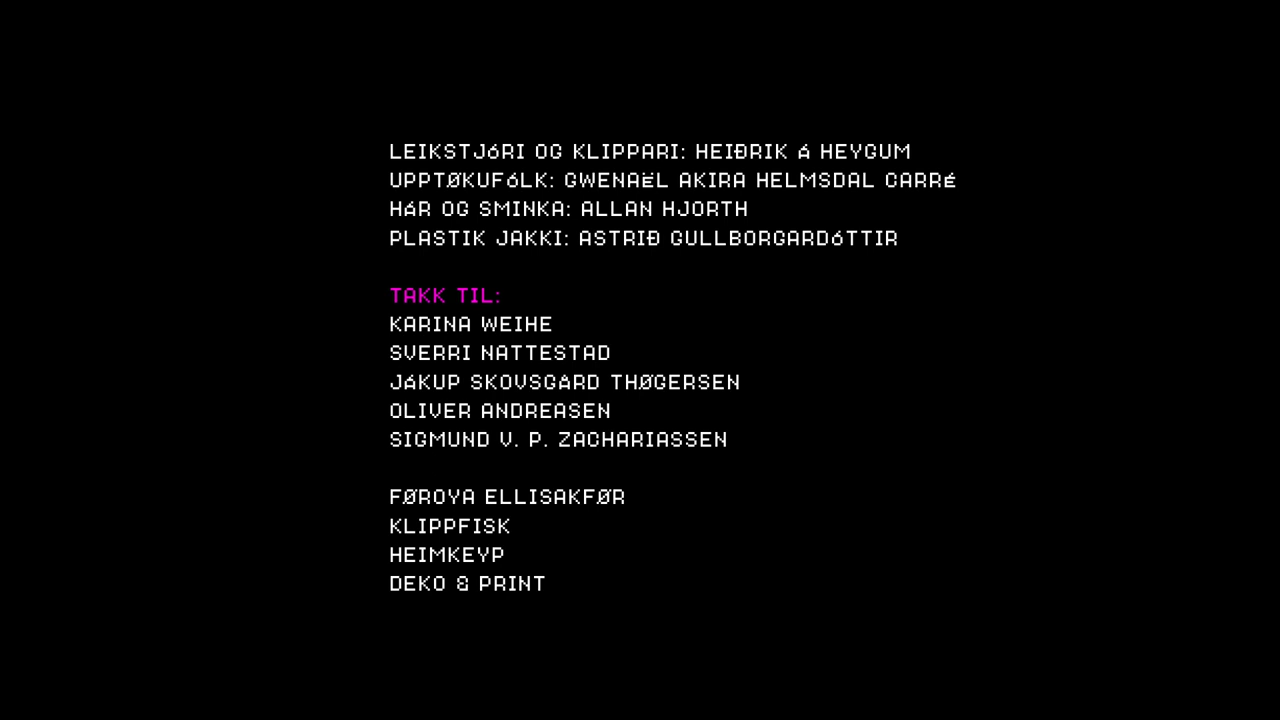 LEIKSTJÓRI OG KLIPPARI: HEIÐRIK Á HEYGUM
UPPTØKUFÓLK: GWENAËL AKIRA HELMSDAL CARRÉ
HÁR OG SMINKA: ALLAN HJORTH
PLASTIK JAKKI: ASTRIÐ GULLBORGARDÓTTIR
TAKK TIL:
KARINA WEIHE
SVERRI NATTESTAD
JÁKUP SKOVSGARD THØGERSEN
OLIVER ANDREASEN
SIGMUND V. P. ZACHARIASSEN
FØROYA ELLISAKFØR
KLIPPFISK
HEIMKEYP
DEKO & PRINT